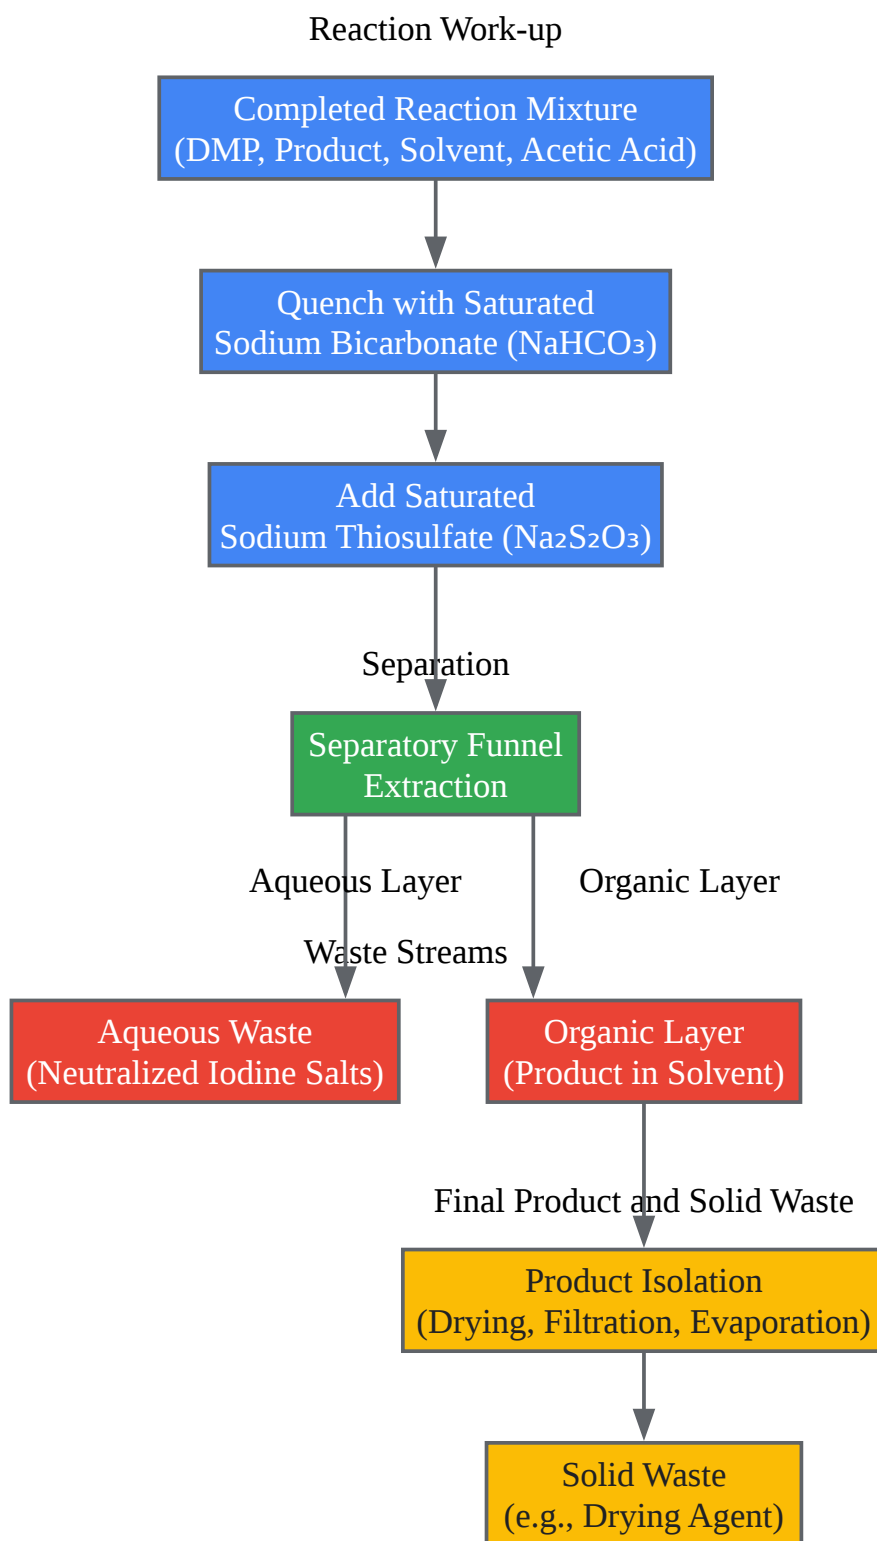 Reaction Work-up
Completed Reaction Mixture
(DMP, Product, Solvent, Acetic Acid)
Quench with Saturated
Sodium Bicarbonate (NaHCO₃)
Add Saturated
Sodium Thiosulfate (Na₂S₂O₃)
Separation
Separatory Funnel
Extraction
Aqueous Layer
Organic Layer
Waste Streams
Aqueous Waste
(Neutralized Iodine Salts)
Organic Layer
(Product in Solvent)
Final Product and Solid Waste
Product Isolation
(Drying, Filtration, Evaporation)
Solid Waste
(e.g., Drying Agent)